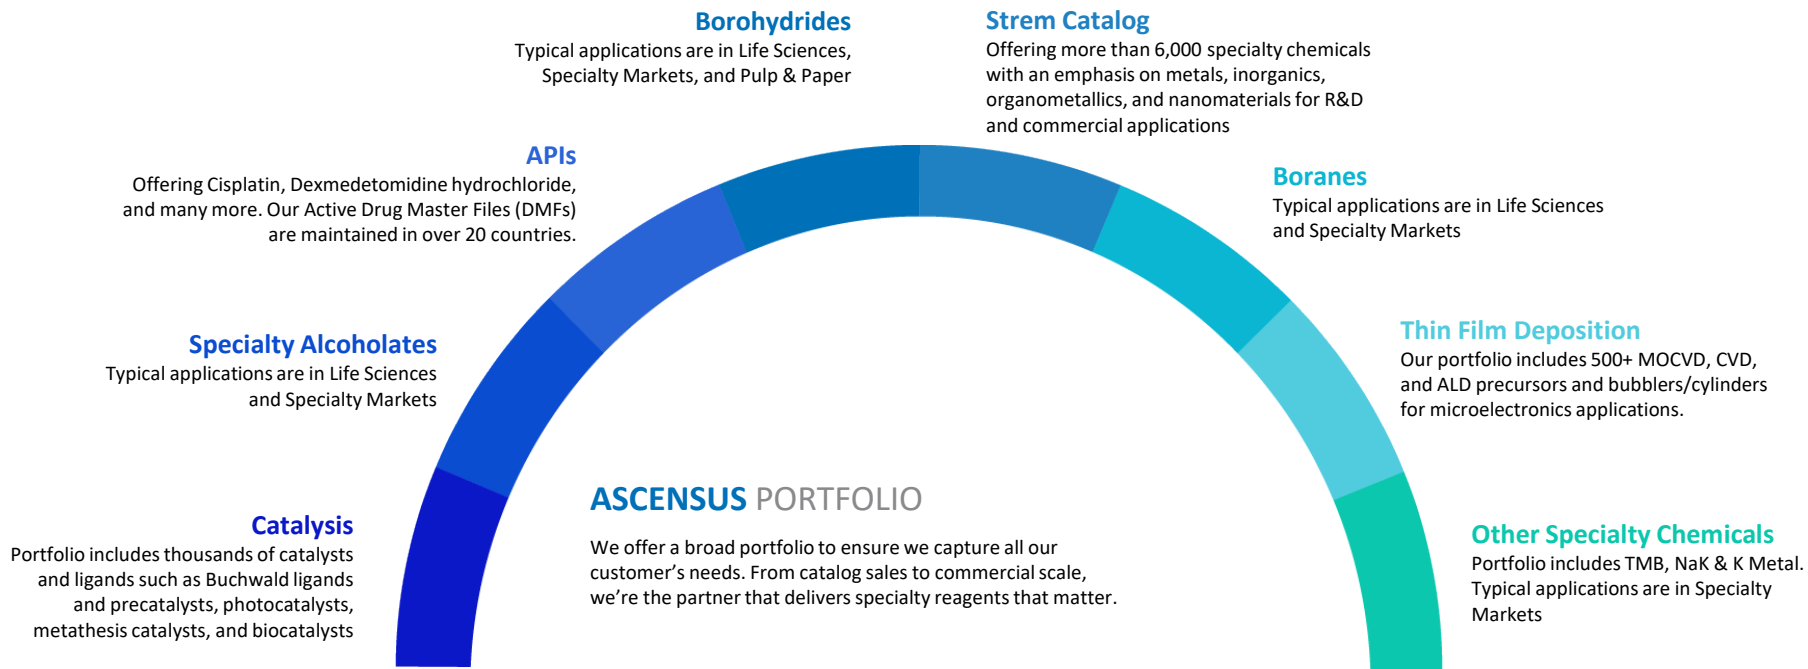 Borohydrides
Typical applications are in Life Sciences,
Specialty Markets, and Pulp & Paper
Strem Catalog
Offering more than 6,000 specialty chemicals
with an emphasis on metals, inorganics,
organometallics, and nanomaterials for R&D
and commercial applications
APIs
Offering Cisplatin, Dexmedetomidine hydrochloride,
and many more. Our Active Drug Master Files (DMFs)
are maintained in over 20 countries.
Boranes
Typical applications are in Life Sciences
and Specialty Markets
Specialty Alcoholates
Typical applications are in Life Sciences
and Specialty Markets
Thin Film Deposition
Our portfolio includes 500+ MOCVD, CVD,
and ALD precursors and bubblers/cylinders
for microelectronics applications.
Catalysis
Portfolio includes thousands of catalysts
and ligands such as Buchwald ligands
and precatalysts, photocatalysts,
metathesis catalysts, and biocatalysts
ASCENSUS PORTFOLIO
We offer a broad portfolio to ensure we capture all our
customer's needs. From catalog sales to commercial scale,
we're the partner that delivers specialty reagents that matter.
Other Specialty Chemicals
Portfolio includes TMB, NaK & K Metal.
Typical applications are in Specialty
Markets